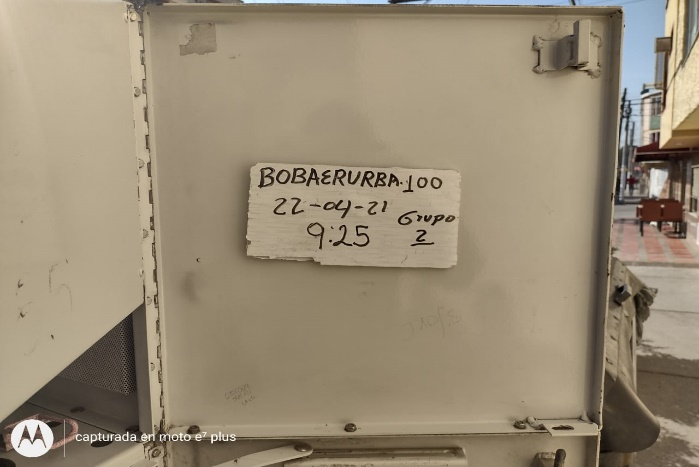 BOBAERURBA.100
22-04-21
Grupo
9:25 2
capturada en moto e⁷ plus